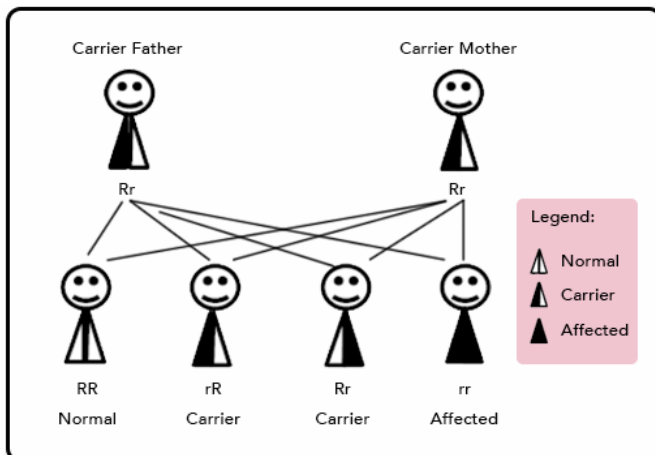 Carrier Father
Carrier Mother
Rr
Rr
Legend:
Normal
Carrier
Affected
RR
rR
Rr
rr
Normal
Carrier
Carrier
Affected